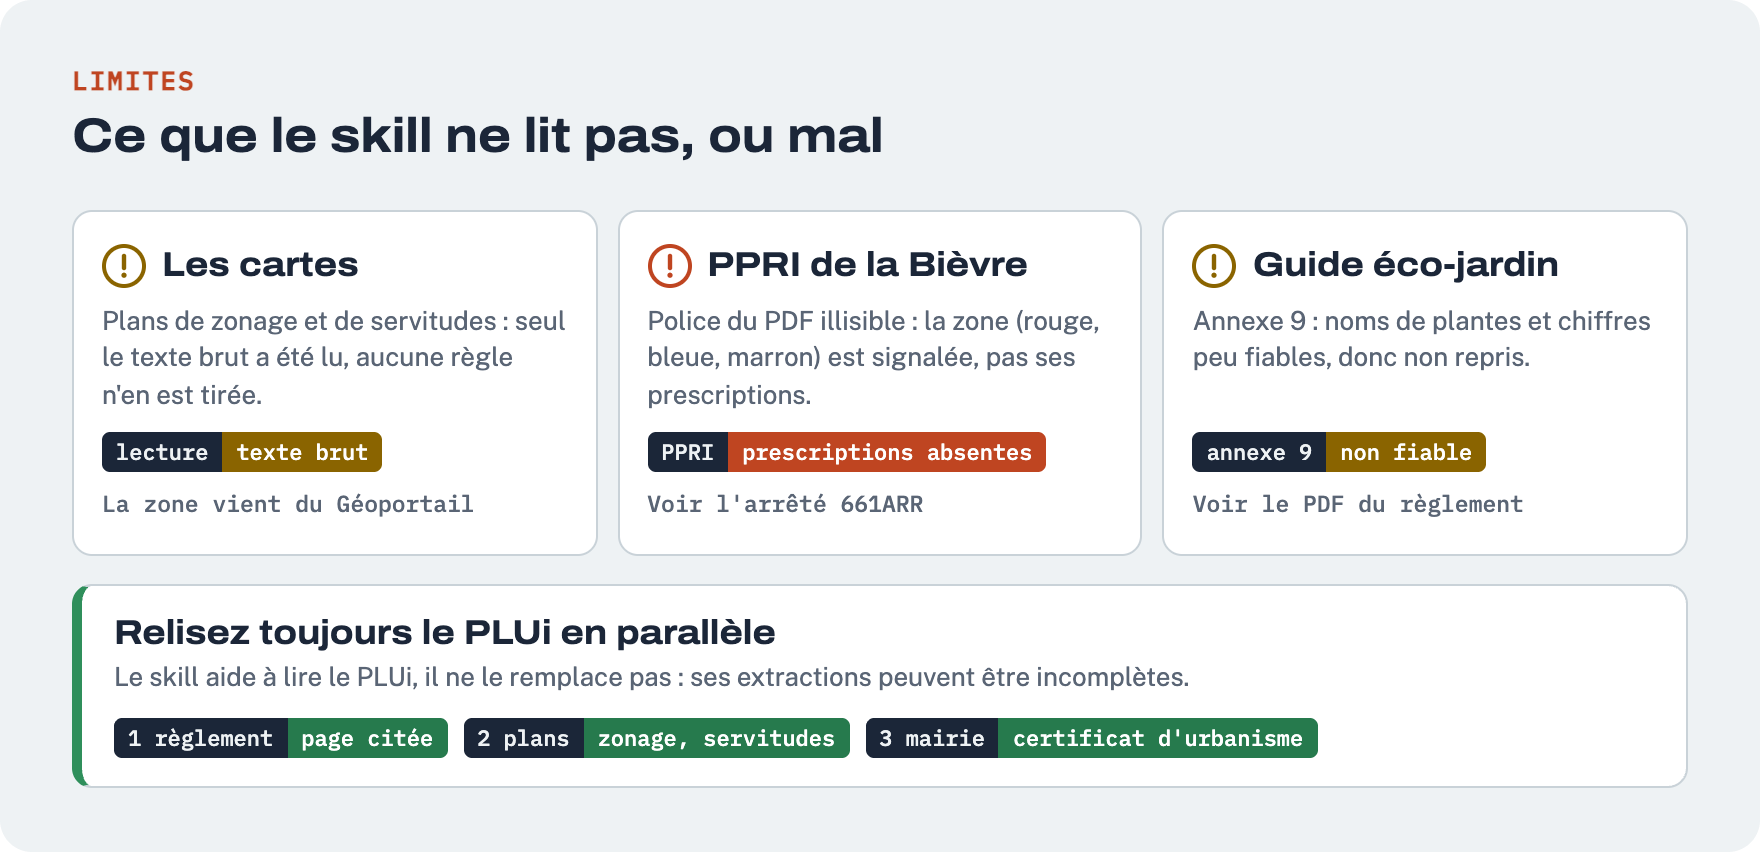 LIMITES
Ce que le skill ne lit pas, ou mal
Les cartes
Plans de zonage et de servitudes : seul
le texte brut a été lu, aucune règle
n'en est tirée.
lecture texte brut
La zone vient du Géoportail
PPRI de la Bièvre
Police du PDF illisible : la zone (rouge,
bleue, marron) est signalée, pas ses
prescriptions.
PPRI prescriptions absentes
Voir l'arrêté 661ARR
Guide éco-jardin
Annexe 9 : noms de plantes et chiffres
peu fiables, donc non repris.
annexe 9 non fiable
Voir le PDF du règlement
Relisez toujours le PLUi en parallèle
Le skill aide à lire le PLUi, il ne le remplace pas : ses extractions peuvent être incomplètes.
1 règlement page citée 2 plans zonage, servitudes 3 mairie certificat d'urbanisme